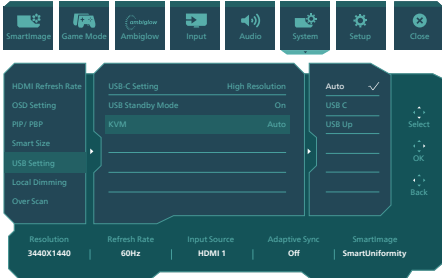 ambiglow
SmartImage Game Mode Ambiglow Input Audio System Setup Close
HDMI Refresh Rate USB-C Setting High Resolution Auto
OSD Setting USB Standby Mode On USB C
PIP/ PBP KVM Auto USB Up Select
Smart Size
USB Setting OK
Local Dimming
Over Scan Back
Resolution Refresh Rate Input Source Adaptive Sync SmartImage
3440X1440 60Hz HDMI 1 Off SmartUniformity